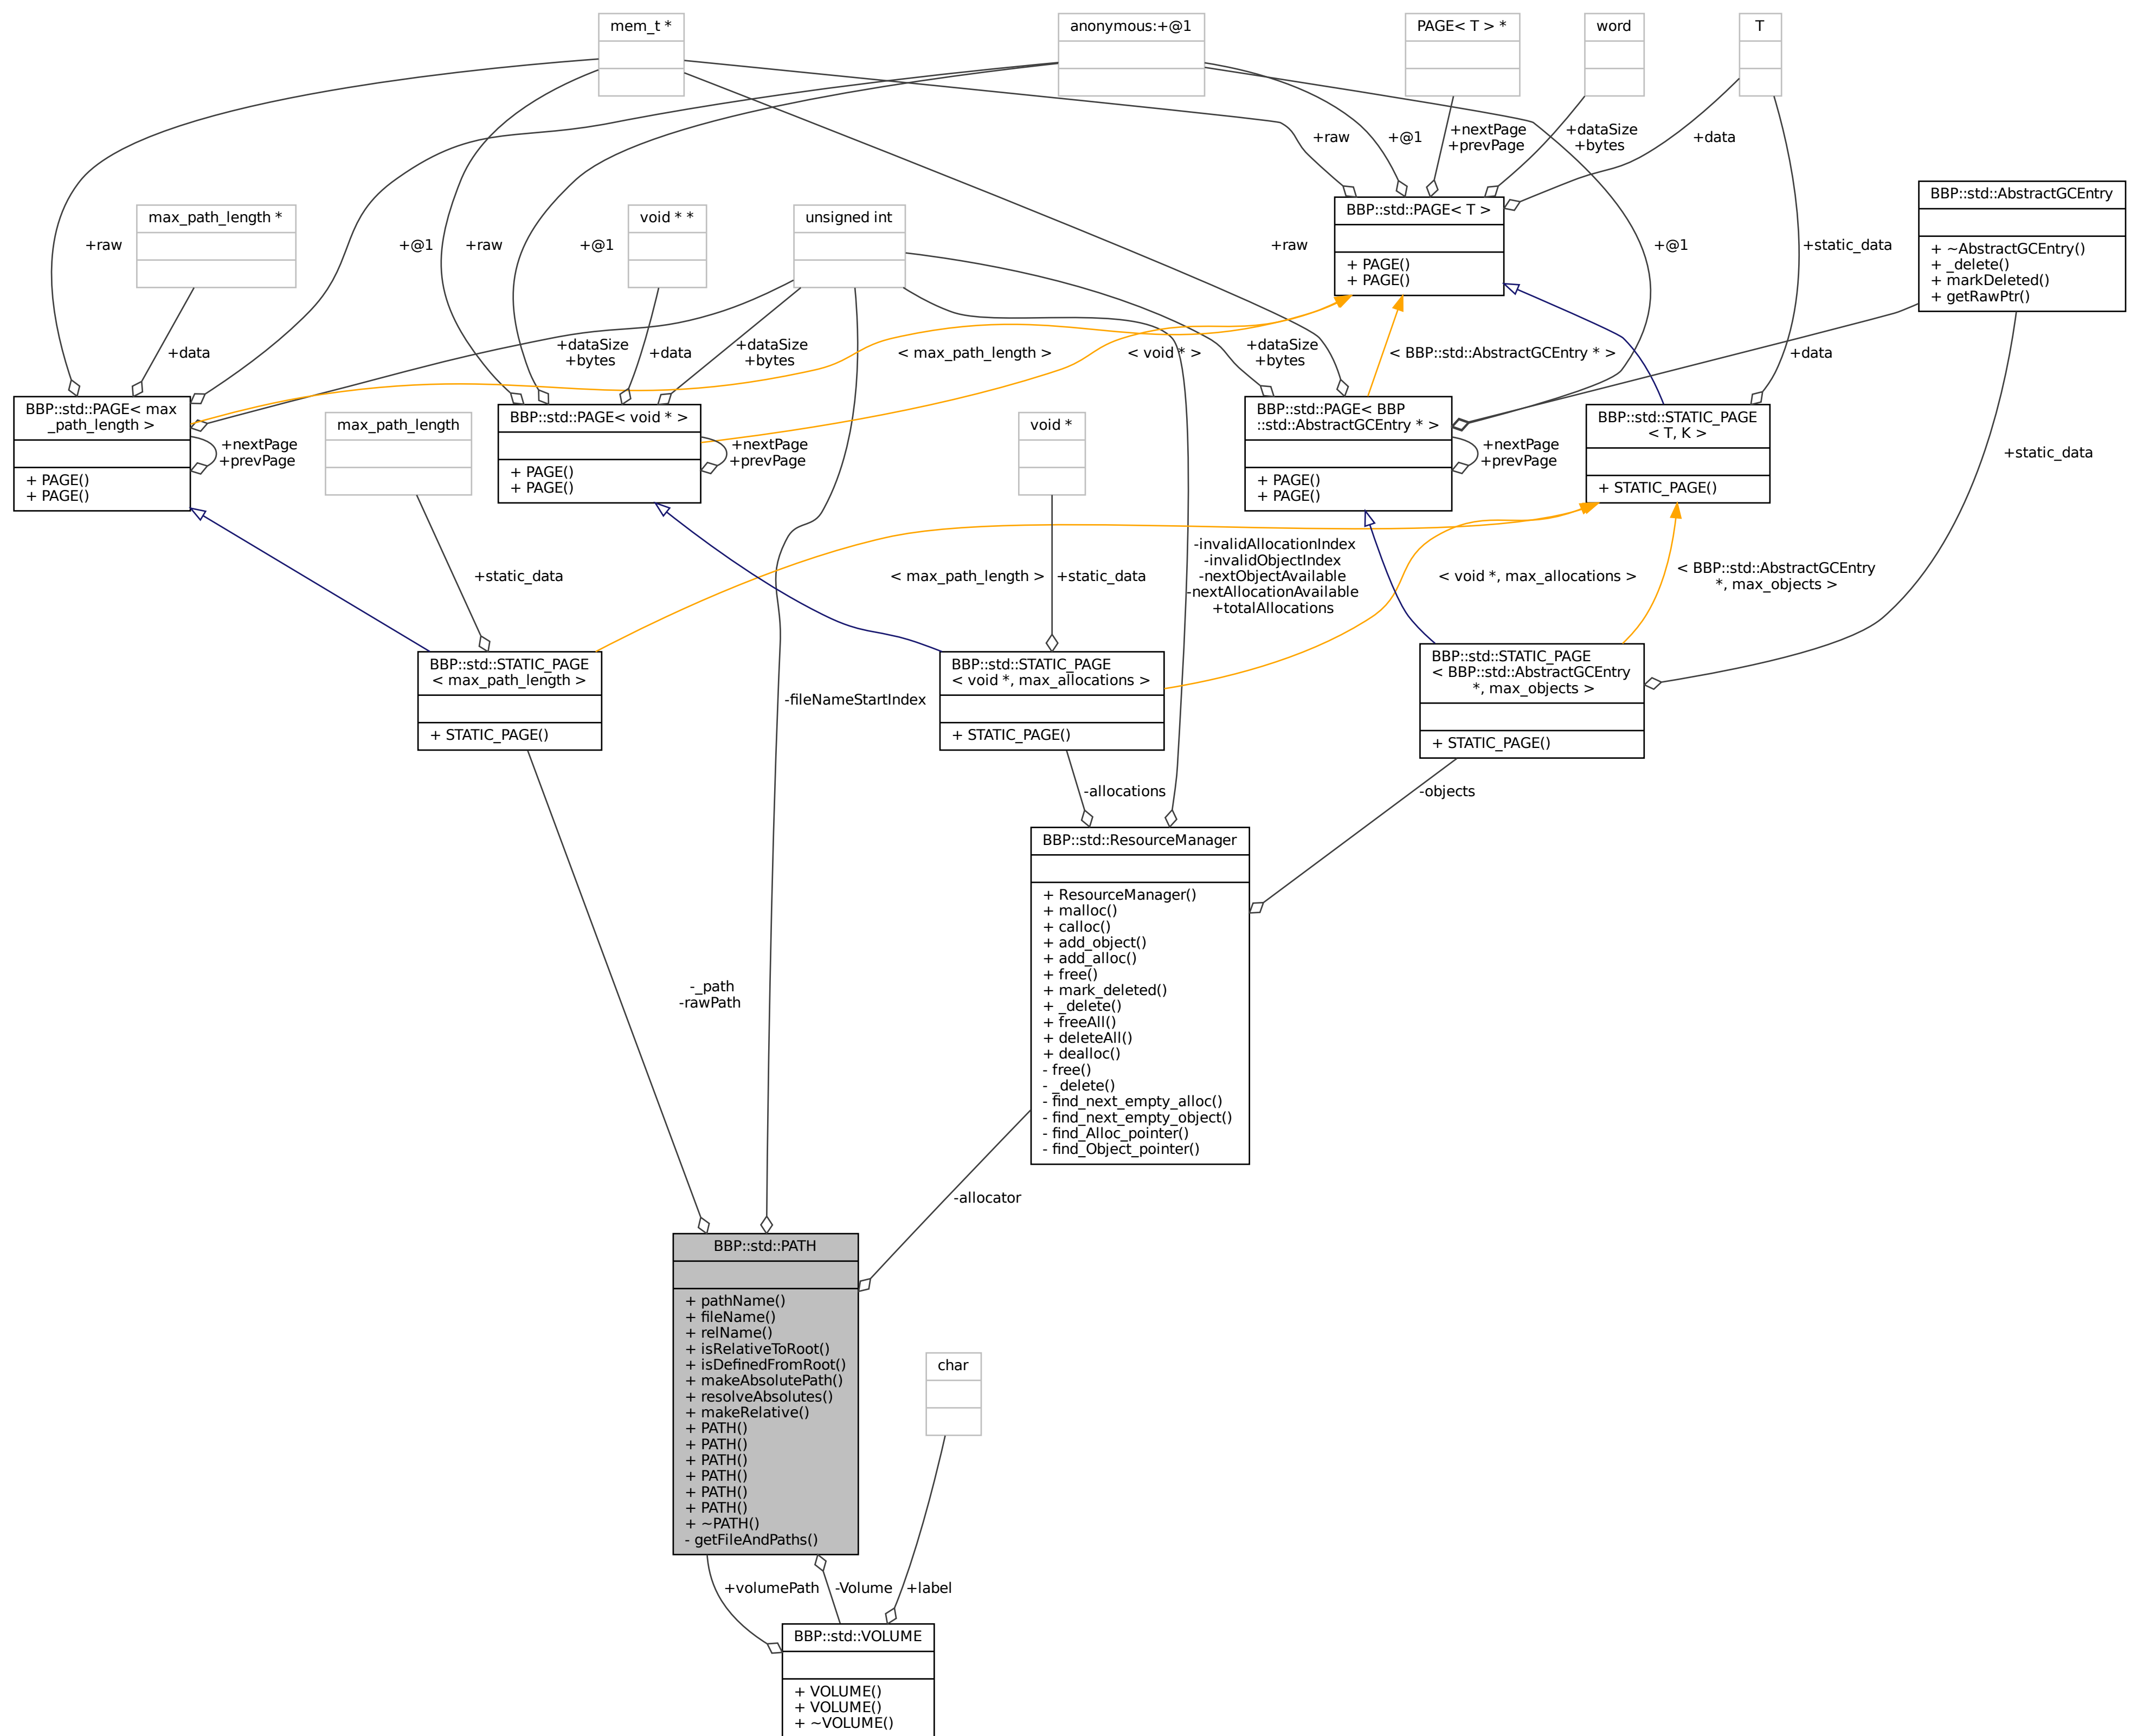 mem_t *
anonymous:+@1
PAGE< T > *
word
T
+raw
+@1
+nextPage
+prevPage
+dataSize
+bytes
+data
BBP::std::AbstractGCEntry
+ ~AbstractGCEntry()
+ _delete()
+ markDeleted()
+ getRawPtr()
BBP::std::PAGE< T >
+ PAGE()
+ PAGE()
max_path_length *
void * *
unsigned int
+raw
+@1
+raw
+@1
+raw
+@1
+static_data
+data
+dataSize
+bytes
+data
+dataSize
+bytes
< max_path_length >
< void * >
+dataSize
+bytes
< BBP::std::AbstractGCEntry * >
+data
BBP::std::PAGE< max
_path_length >
+ PAGE()
+ PAGE()
+nextPage
+prevPage
max_path_length
BBP::std::PAGE< void * >
+ PAGE()
+ PAGE()
+nextPage
+prevPage
void *
BBP::std::PAGE< BBP
::std::AbstractGCEntry * >
+ PAGE()
+ PAGE()
+nextPage
+prevPage
BBP::std::STATIC_PAGE
< T, K >
+ STATIC_PAGE()
+static_data
+static_data
< max_path_length >
+static_data
-invalidAllocationIndex
-invalidObjectIndex
-nextObjectAvailable
-nextAllocationAvailable
+totalAllocations
< void *, max_allocations >
< BBP::std::AbstractGCEntry
*, max_objects >
BBP::std::STATIC_PAGE
< max_path_length >
+ STATIC_PAGE()
-fileNameStartIndex
BBP::std::STATIC_PAGE
< void *, max_allocations >
+ STATIC_PAGE()
BBP::std::STATIC_PAGE
< BBP::std::AbstractGCEntry
*, max_objects >
+ STATIC_PAGE()
-allocations
-objects
BBP::std::ResourceManager
+ ResourceManager()
+ malloc()
+ calloc()
+ add_object()
+ add_alloc()
+ free()
+ mark_deleted()
+ _delete()
+ freeAll()
+ deleteAll()
+ dealloc()
- free()
- _delete()
- find_next_empty_alloc()
- find_next_empty_object()
- find_Alloc_pointer()
- find_Object_pointer()
-_path
-rawPath
-allocator
BBP::std::PATH
+ pathName()
+ fileName()
+ relName()
+ isRelativeToRoot()
+ isDefinedFromRoot()
+ makeAbsolutePath()
+ resolveAbsolutes()
+ makeRelative()
+ PATH()
+ PATH()
+ PATH()
+ PATH()
+ PATH()
+ PATH()
+ ~PATH()
- getFileAndPaths()
char
+volumePath
-Volume
+label
BBP::std::VOLUME
+ VOLUME()
+ VOLUME()
+ ~VOLUME()